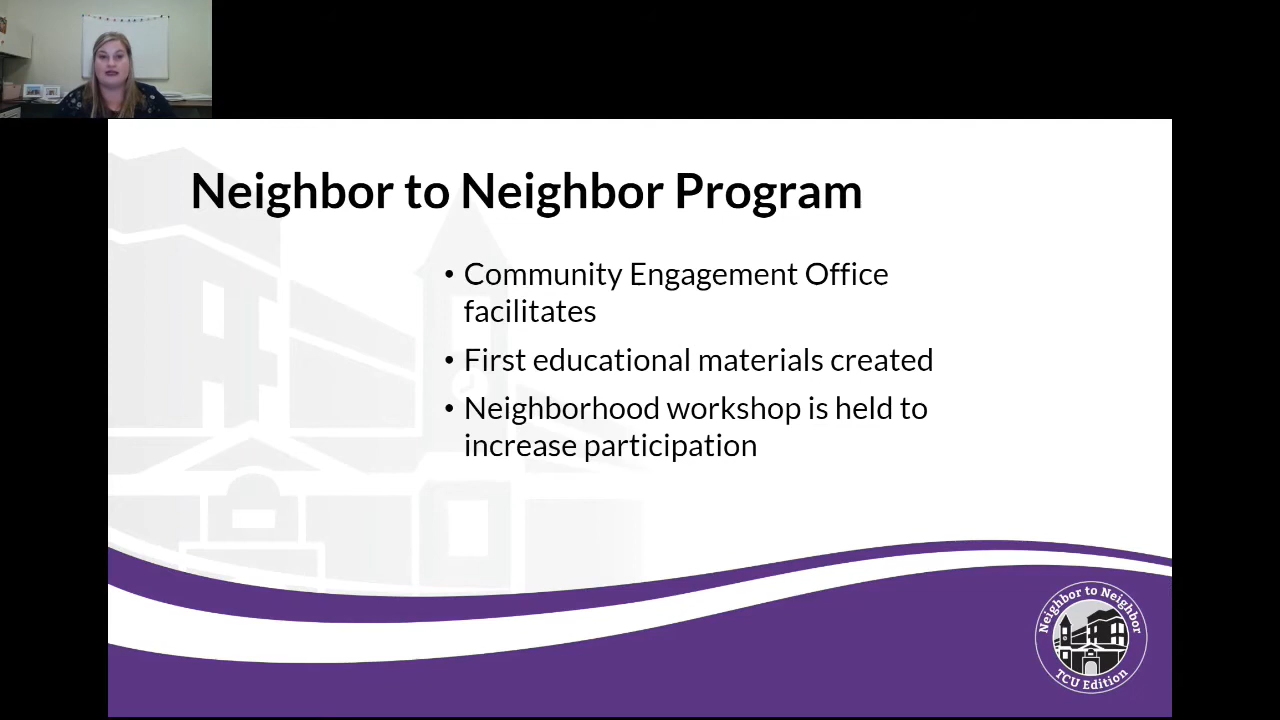 Neighbor to Neighbor Program
• Community Engagement Office
facilitates
• First educational materials created
• Neighborhood workshop is held to
increase participation
Neighbor to Neighbor
TCU Edition